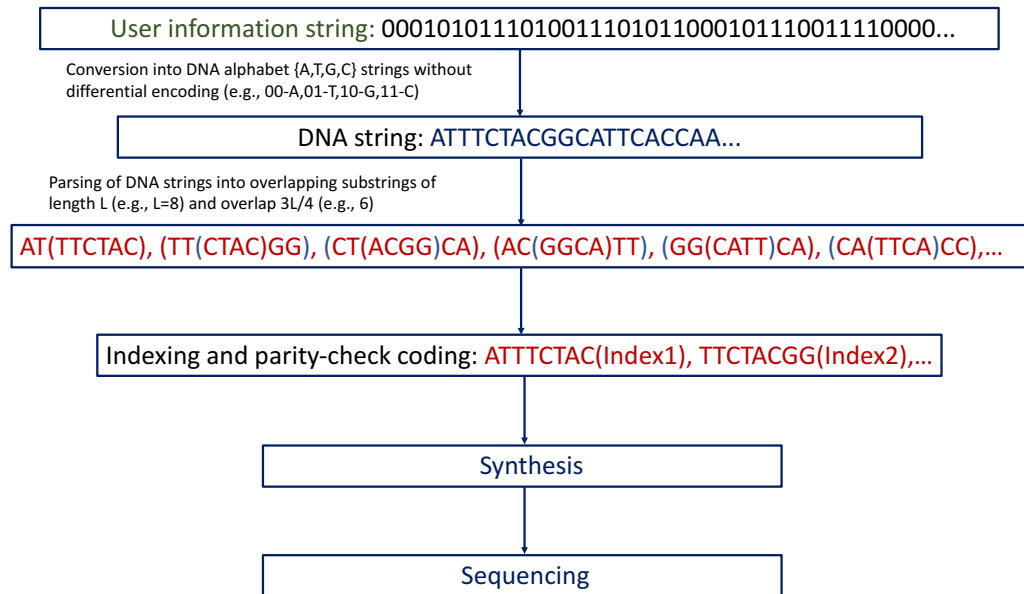 User information string: 0001010111010011101011000101110011110000...
Conversion into DNA alphabet {A,T,G,C} strings without
differential encoding (e.g., 00-A,01-T,10-G,11-C)
DNA string: ATTTCTACGGCATTCACCAA...
Parsing of DNA strings into overlapping substrings of
length L (e.g., L=8) and overlap 3L/4 (e.g., 6)
AT(TTCTAC), (TT(CTAC)GG), (CT(ACGG)CA), (AC(GGCA)TT), (GG(CATT)CA), (CA(TTCA)CC),...
Indexing and parity-check coding: ATTTCTAC(Index1), TTCTACGG(Index2),...
Synthesis
Sequencing